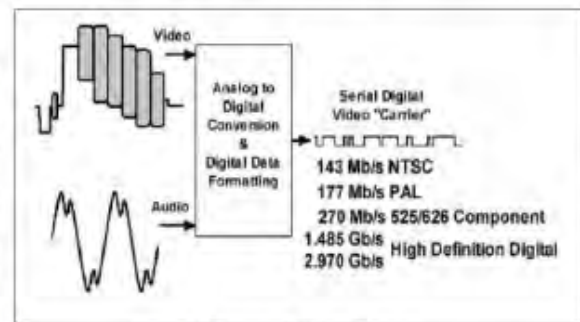 Video
Analog to
Digital
Conversion
&
Digital Data
Formatting
Audio
Serial Digital
Video "Carrier"
143 Mb/s NTSC
177 Mb/s PAL
270 Mb/s 525/626 Component
1.485 Gb/s
2.970 Gb/s
High Definition Digital